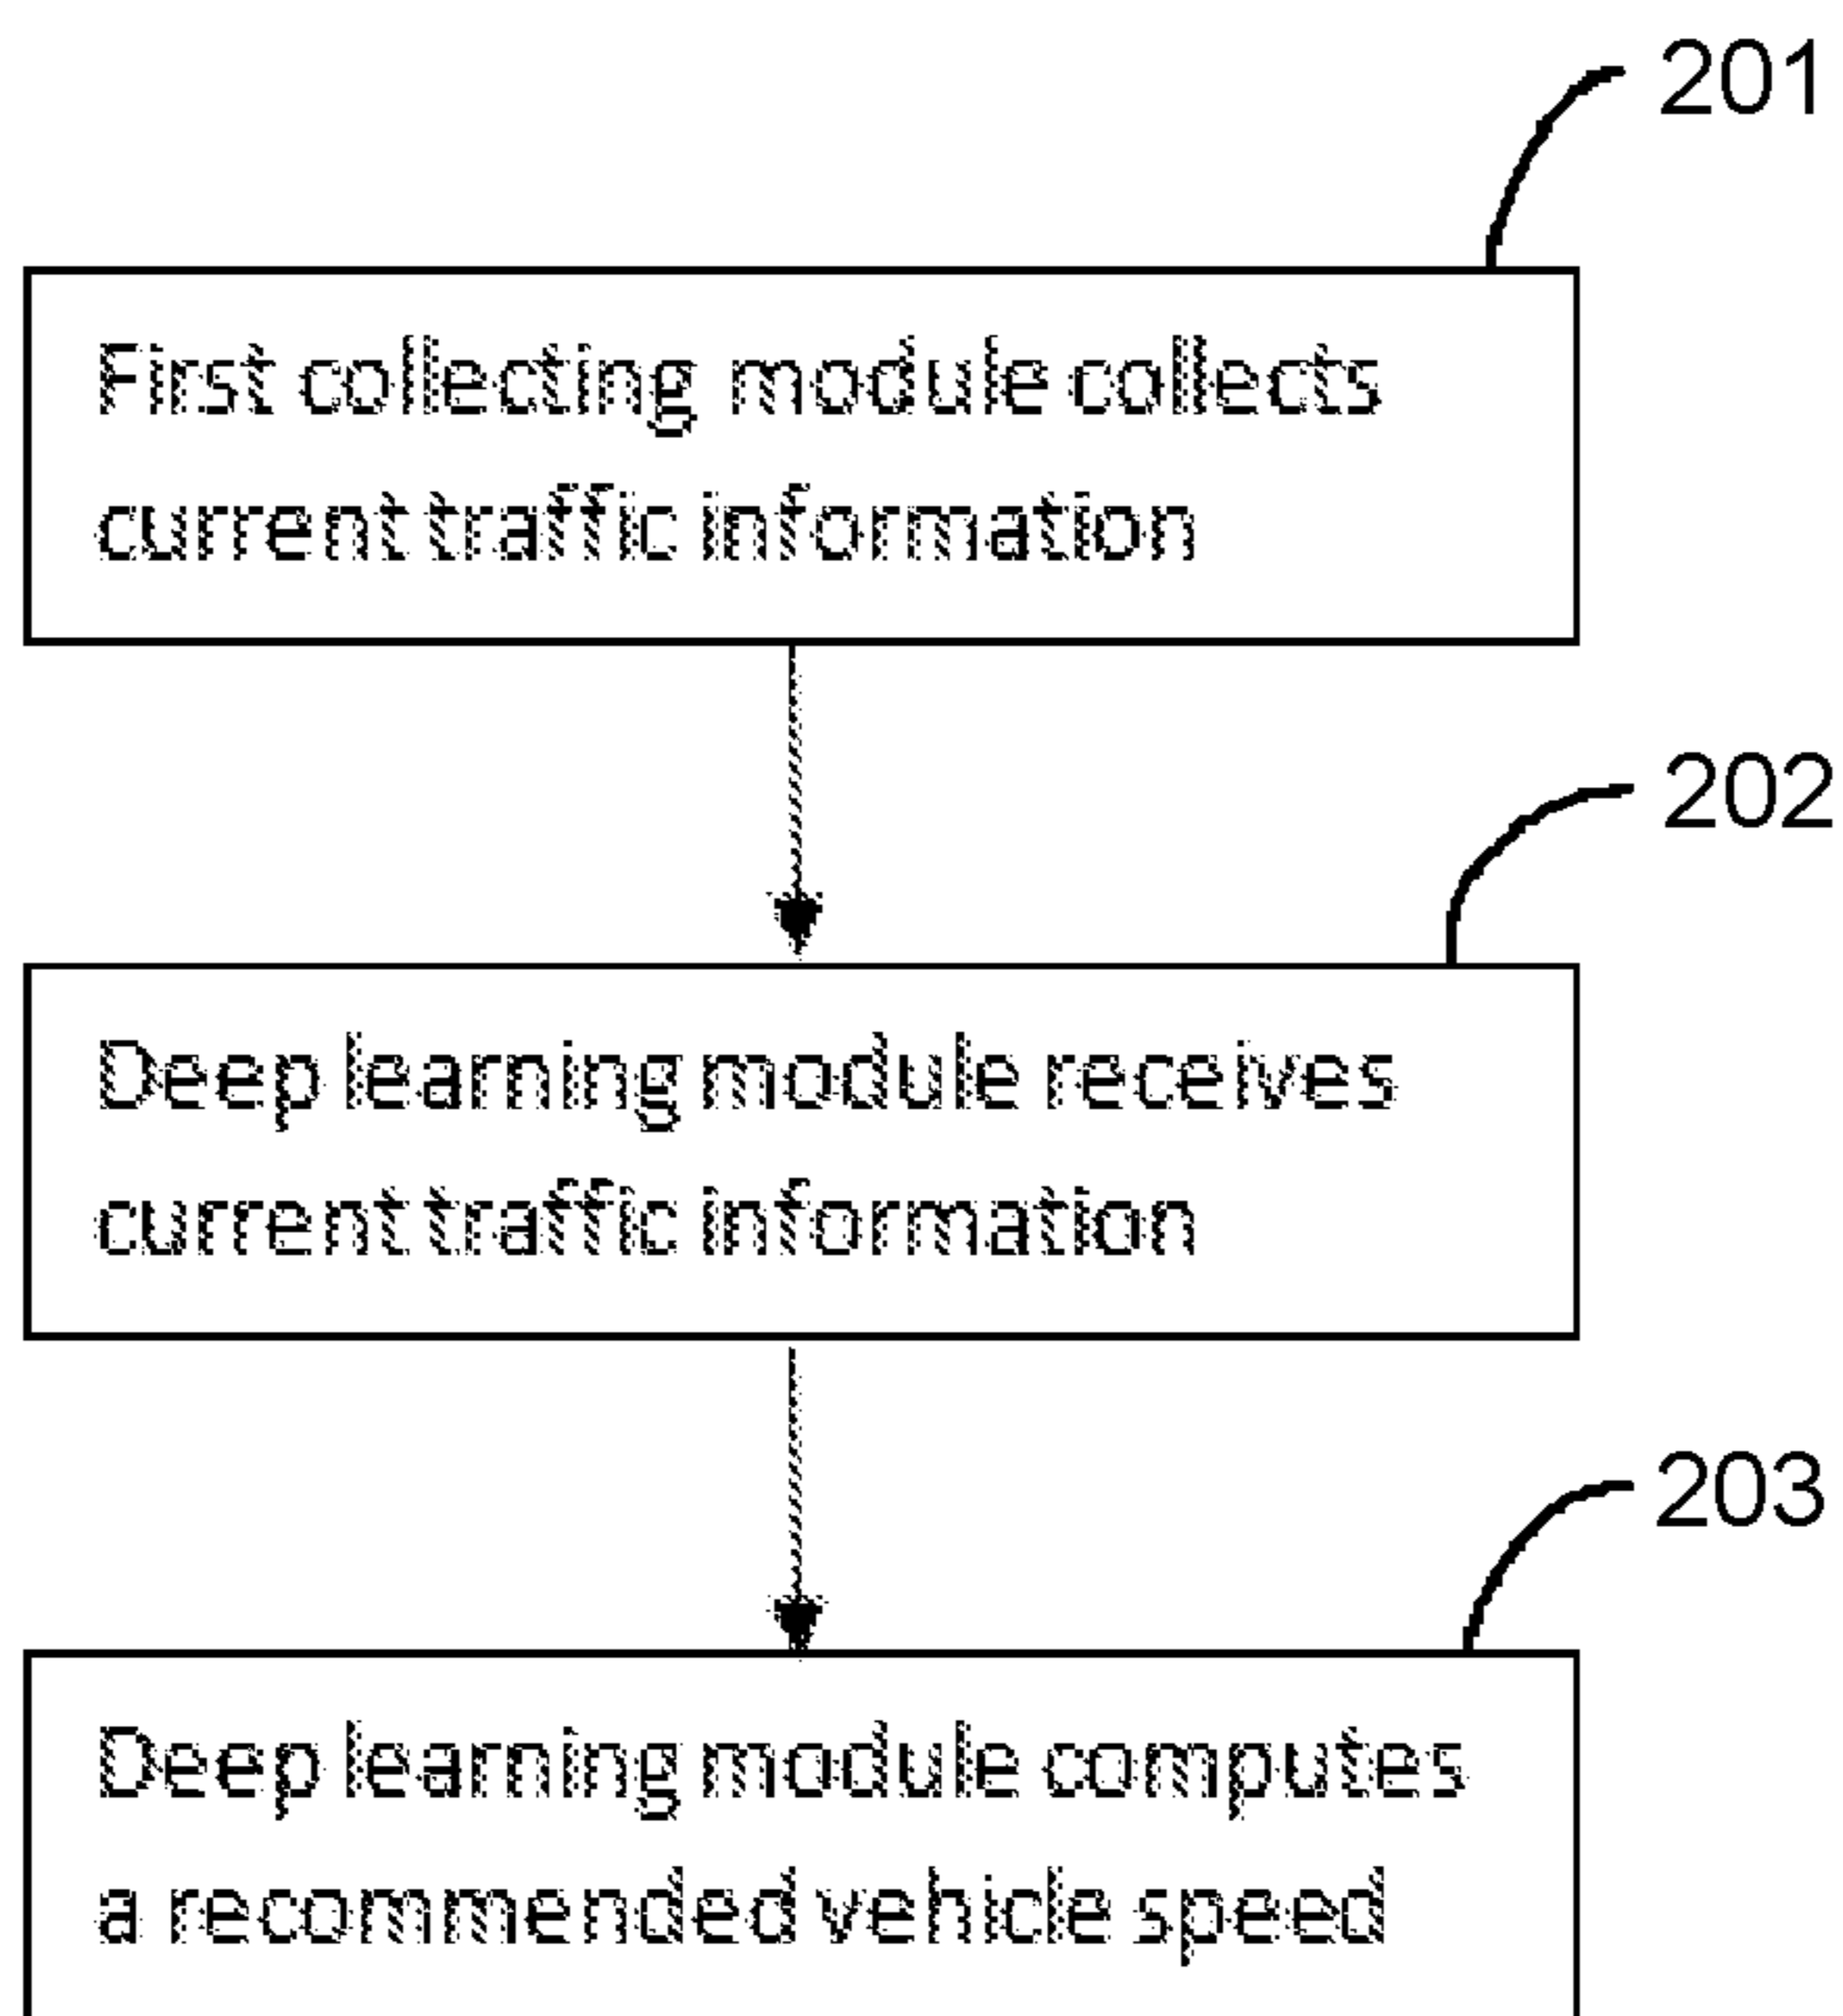 201
First collecting module collects
current traffic information
202
Deep learning module receives
current traffic information
203
Deep learning module computes
a recommended vehicle speed